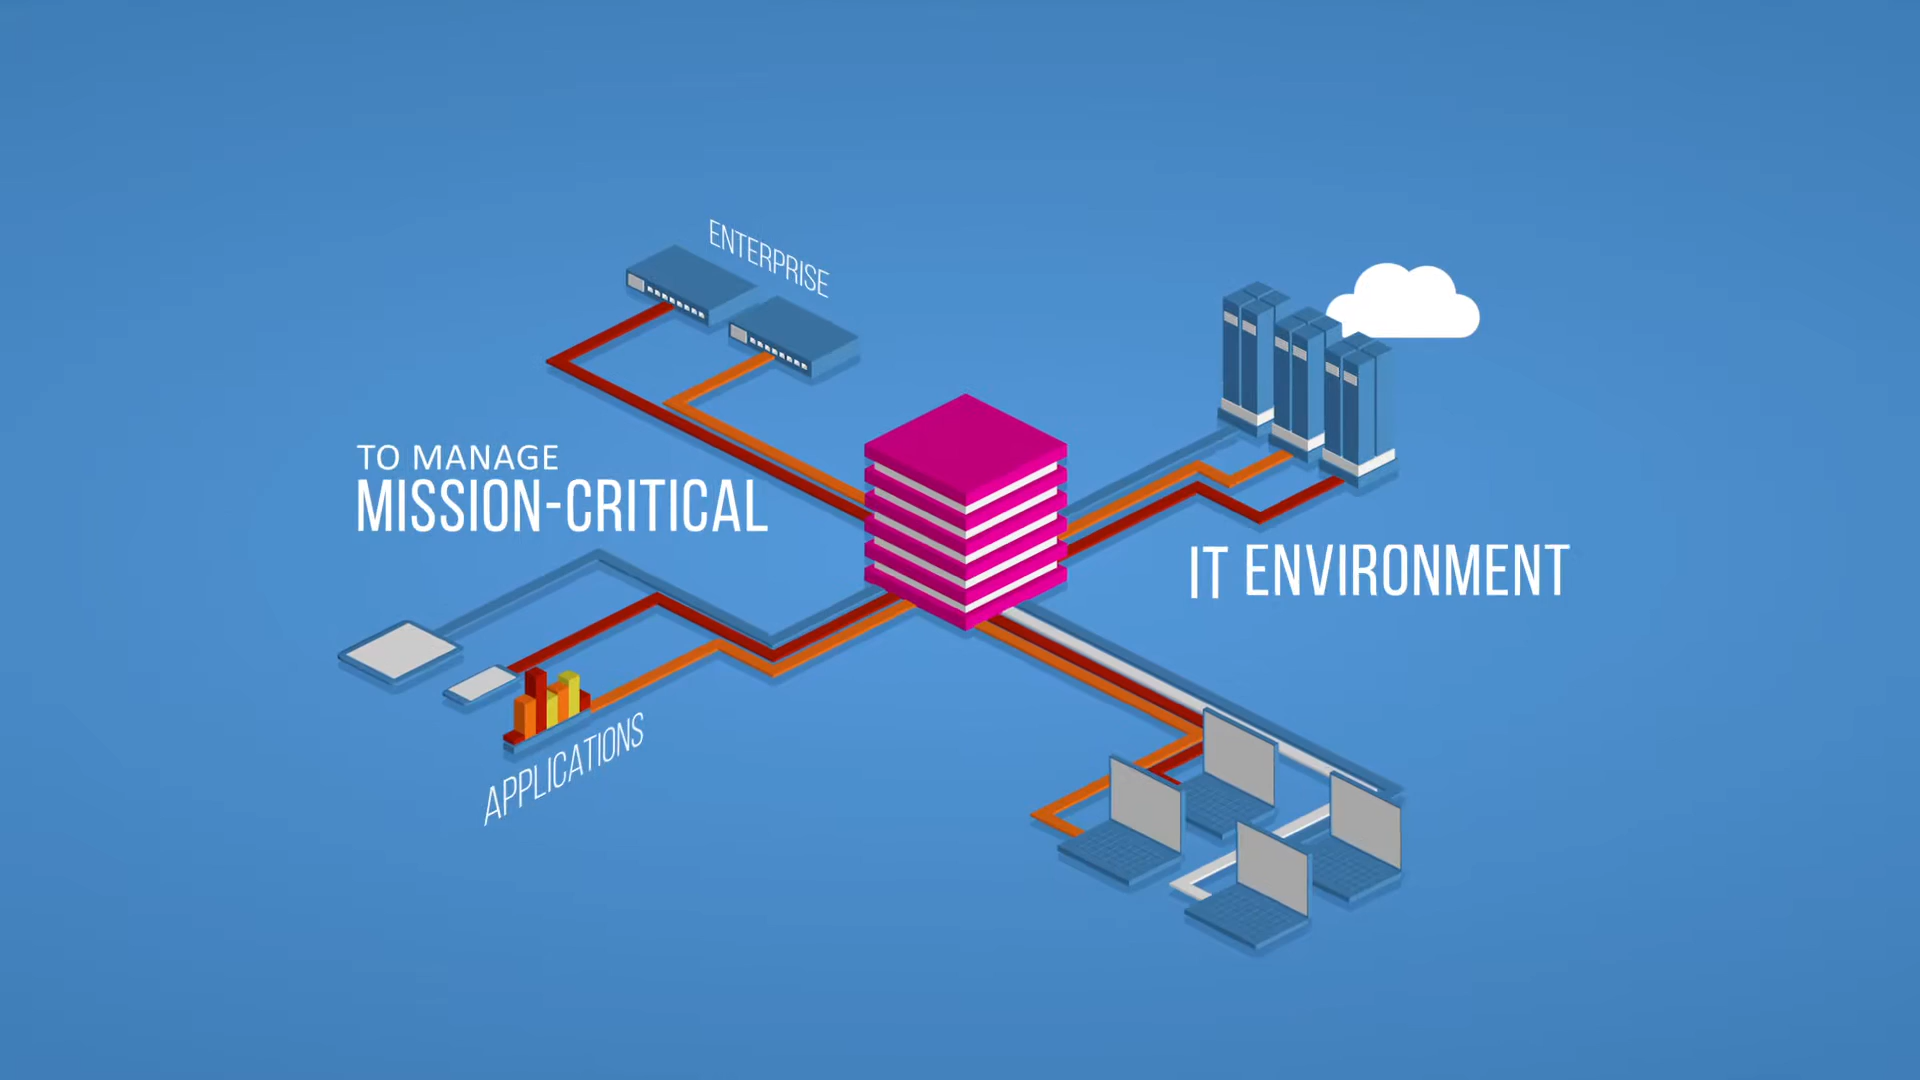 ENTERPRISE
TO MANAGE
MISSION-CRITICAL
IT ENVIRONMENT
APPLICATIONS